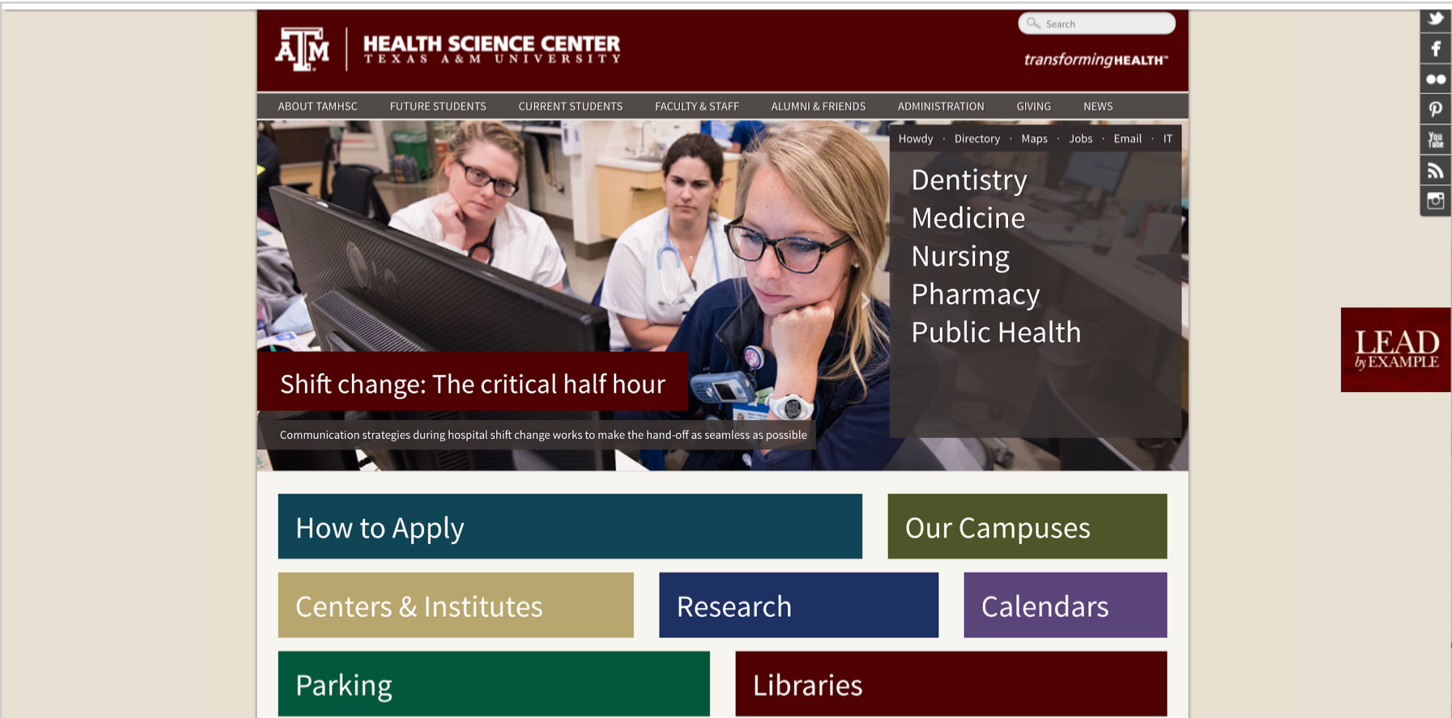 Search
ATM
HEALTH SCIENCE CENTER
TEXAS A&M UNIVERSITY
transformingHEALTH™
ABOUT TAMHSC FUTURE STUDENTS CURRENT STUDENTS FACULTY & STAFF ALUMNI & FRIENDS ADMINISTRATION GIVING NEWS
Howdy · Directory · Maps · Jobs · Email · IT
Dentistry
Medicine
Nursing
Pharmacy
Public Health
LG
Shift change: The critical half hour
Communication strategies during hospital shift change works to make the hand-off as seamless as possible
You
Tube
LEAD
by EXAMPLE
How to Apply
Our Campuses
Centers & Institutes
Research
Calendars
Parking
Libraries